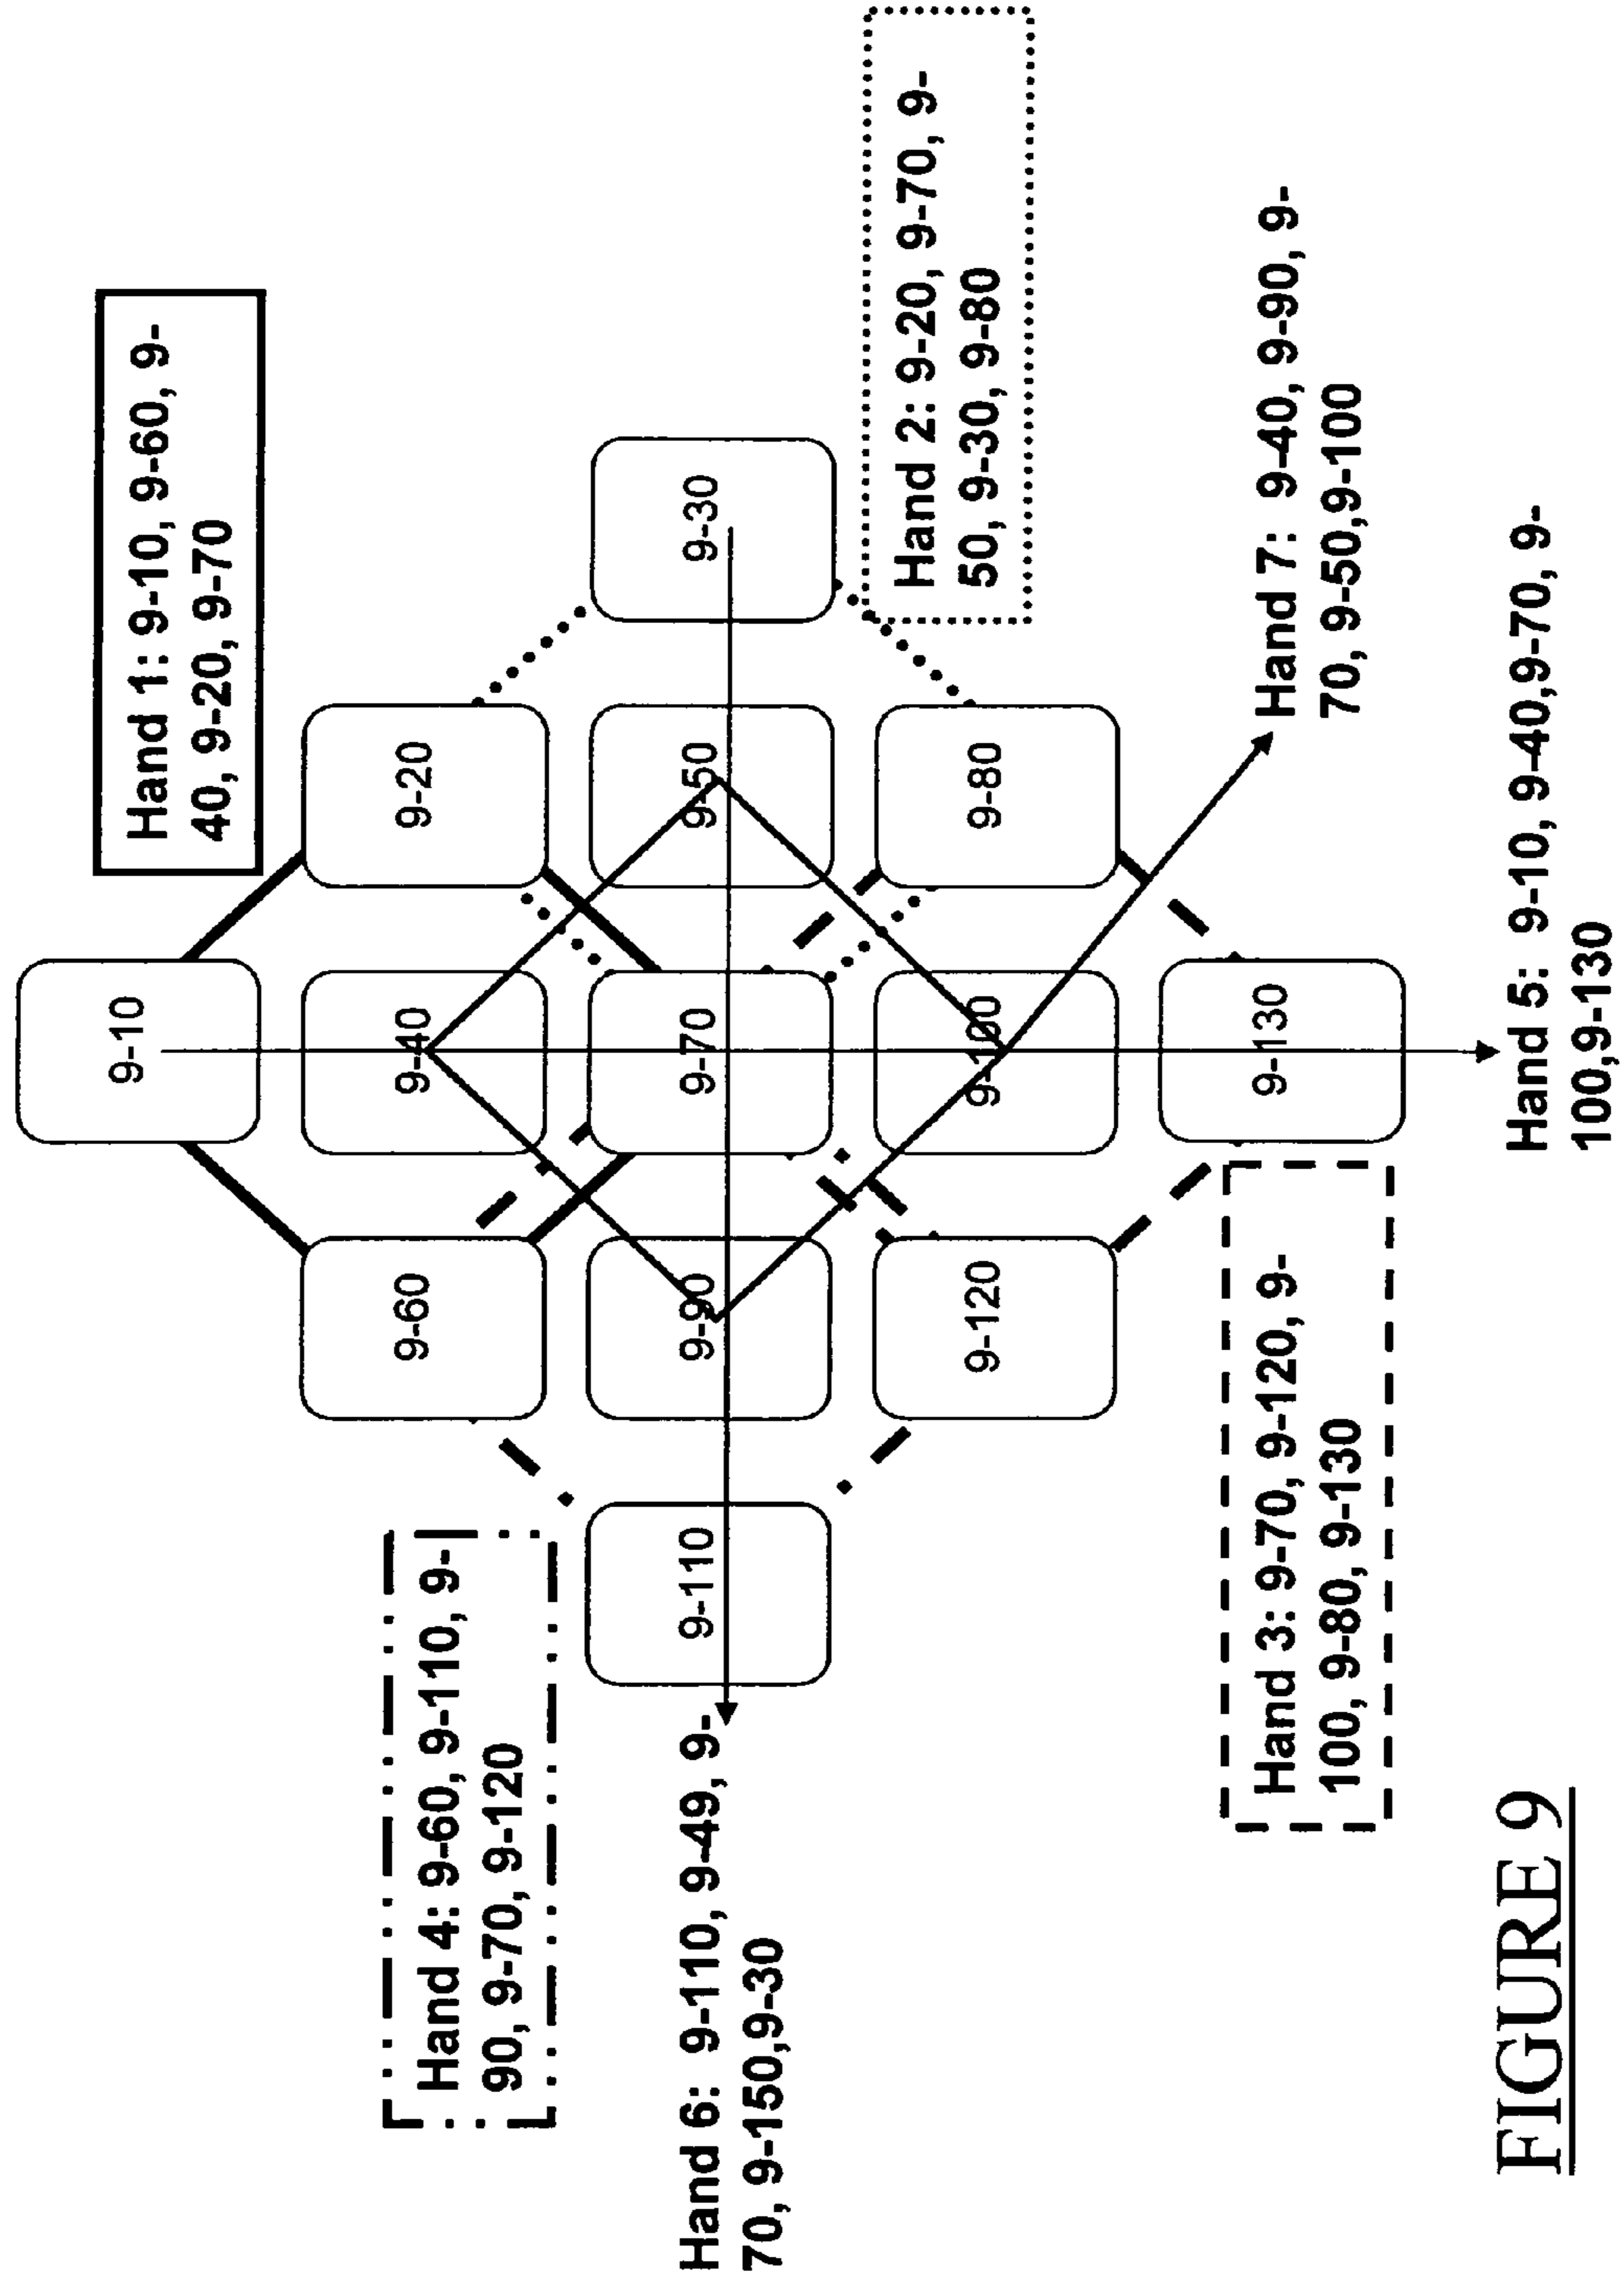 9-10
Hand 1: 9-10, 9-60, 9-
40, 9-20, 9-70
9-60
9-40
9-20
Hand 4: 9-60, 9-110, 9-
90, 9-70, 9-120
Hand 6: 9-110, 9-49, 9-
70, 9-150,9-30
9-110
9-90
9-70
9-50
9-30
Hand 2: 9-20, 9-70, 9-
50, 9-30, 9-80
9-120
9-100
9-80
Hand 3: 9-70, 9-120, 9-
100, 9-80, 9-130
9-130
Hand 7: 9-40, 9-90, 9-
70, 9-50,9-100
Hand 5: 9-10, 9-40,9-70, 9-
100,9-130
FIGURE 9